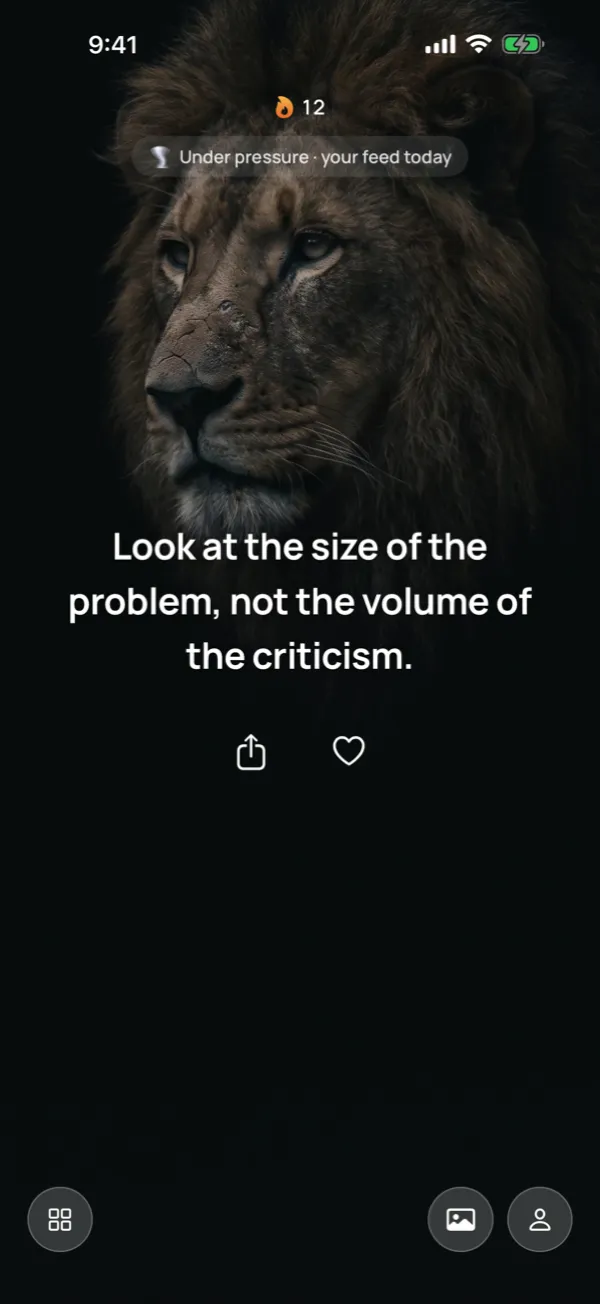 9:41
12
Under pressure · your feed today
Look at the size of the
problem, not the volume of
the criticism.